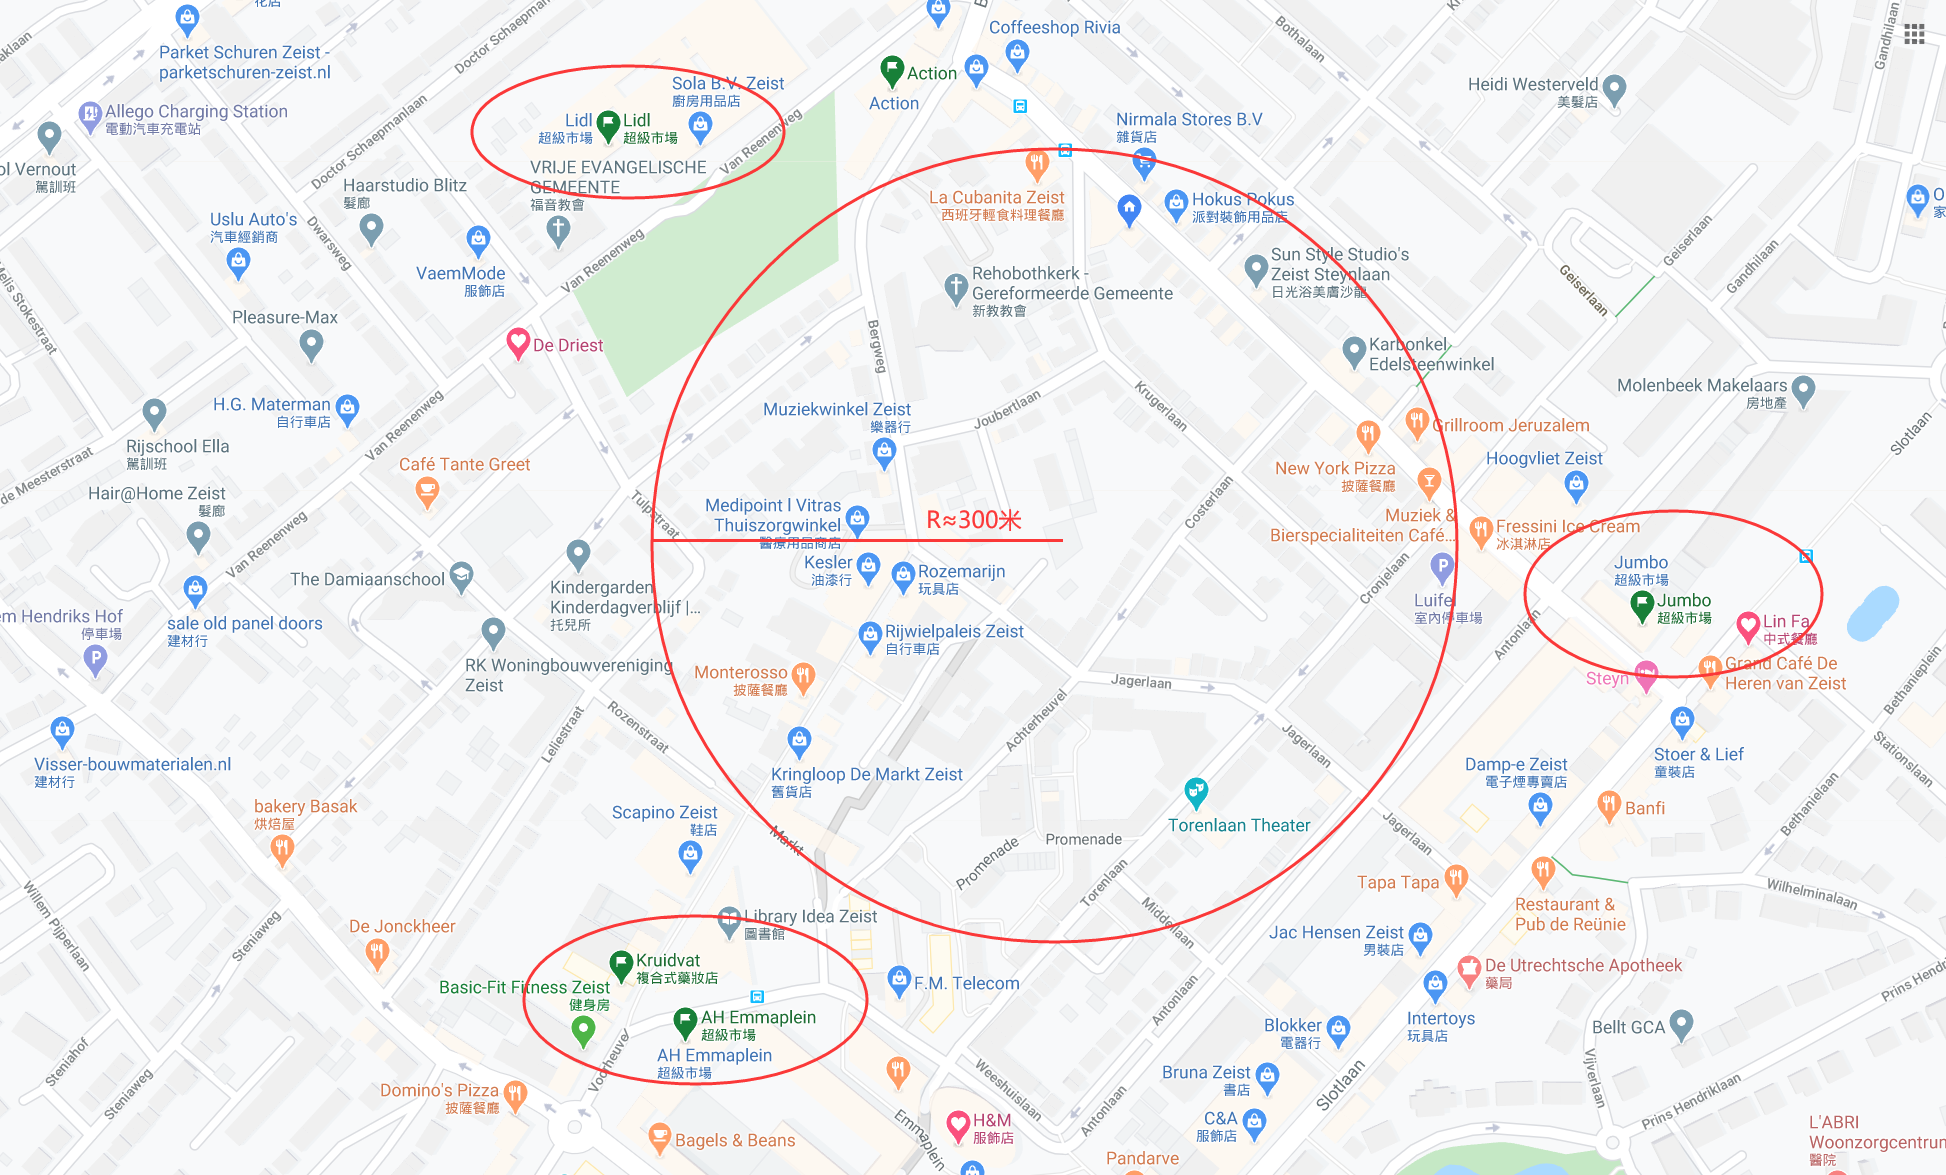 花店
Parket Schuren Zeist -
parketschuren-zeist.nl
Doctor Schaepmanlaan
Coffeeshop Rivia
Bothalaan
Gandhilaan
Allego Charging Station
電動汽車充電站
Sola B.V. Zeist
廚房用品店
Action
Action
Heidi Westerveld
美髮店
Lidl
超級市場
Lidl
超級市場
Nirmala Stores B.V
雜貨店
Doctor Schaepmanlaan
Van Reenenweg
ol Vernout
駕訓班
VRIJE EVANGELISCHE
GEMEENTE
福音教會
Haarstudio Blitz
髮廊
La Cubanita Zeist
西班牙輕食料理餐廳
Hokus Pokus
派對裝飾用品店
O
家
Uslu Auto's
汽車經銷商
Dwarsweg
Van Reenenweg
Geiserlaan
Gandhilaan
VaemMode
服飾店
Sun Style Studio's
Zeist Steynlaan
日光浴美膚沙龍
Rehobothkerk -
Gereformeerde Gemeente
新教教會
Geiserlaan
Melis Stokestraat
Pleasure-Max
De Driest
Bergweg
Karbonkel
Edelsteenwinkel
Molenbeek Makelaars
房地產
H.G. Materman
自行車店
Muziekwinkel Zeist
樂器行
Joubertlaan
Krugerlaan
Slotlaan
Van Reenenweg
Rijschool Ella
駕訓班
de Meesterstraat
Grillroom Jeruzalem
Café Tante Greet
New York Pizza
披薩餐廳
Hoogvliet Zeist
Hair@Home Zeist
髮廊
Tulpstraat
Medipoint l Vitras
Thuiszorgwinkel
醫療用品商店
R≈300米
Costerlaan
Muziek &
Bierspecialiteiten Café...
Fressini Ice Cream
冰淇淋店
Van Reenenweg
The Damiaanschool
Kindergarden
Kinderdagverblijf |...
托兒所
Kesler
油漆行
Rozemarijn
玩具店
Cronjelaan
Luifel
室內停車場
Jumbo
超級市場
Jumbo
超級市場
Lin Fa
中式餐廳
em Hendriks Hof
停車場
sale old panel doors
建材行
Rijwielpaleis Zeist
自行車店
Antonlaan
RK Woningbouwvereniging
Zeist
Monterosso
披薩餐廳
Jagerlaan
Steyn
Grand Café De
Heren van Zeist
Bethanieplein
Rozenstraat
Leliestraat
Achterheuvel
Jagerlaan
Visser-bouwmaterialen.nl
建材行
Kringloop De Markt Zeist
舊貨店
Stoer & Lief
童裝店
Stationslaan
Damp-e Zeist
電子煙專賣店
bakery Basak
烘焙屋
Scapino Zeist
鞋店
Markt
Torenlaan Theater
Banfi
Bethanielaan
Promenade
Promenade
Jagerlaan
Torenlaan
Tapa Tapa
Wilhelminalaan
Willem Pijperlaan
Steniaweg
De Jonckheer
Library Idea Zeist
圖書館
Middellaan
Restaurant &
Pub de Reünie
Jac Hensen Zeist
男裝店
Kruidvat
複合式藥妝店
De Utrechtsche Apotheek
藥局
Basic-Fit Fitness Zeist
健身房
F.M. Telecom
Antonlaan
Prins Hendriklaan
AH Emmaplein
超級市場
AH Emmaplein
超級市場
Intertoys
玩具店
Blokker
電器行
Bellt GCA
Steniahof
Steniaweg
Voorheuvel
Weeshuislaan
Bruna Zeist
書店
Slotlaan
Vijverlaan
Prins Hendriklaan
Domino's Pizza
披薩餐廳
Antonlaan
Emmaplein
H&M
服飾店
C&A
服飾店
Bagels & Beans
Pandarve
L'ABRI
Woonzorgcentrum
醫院